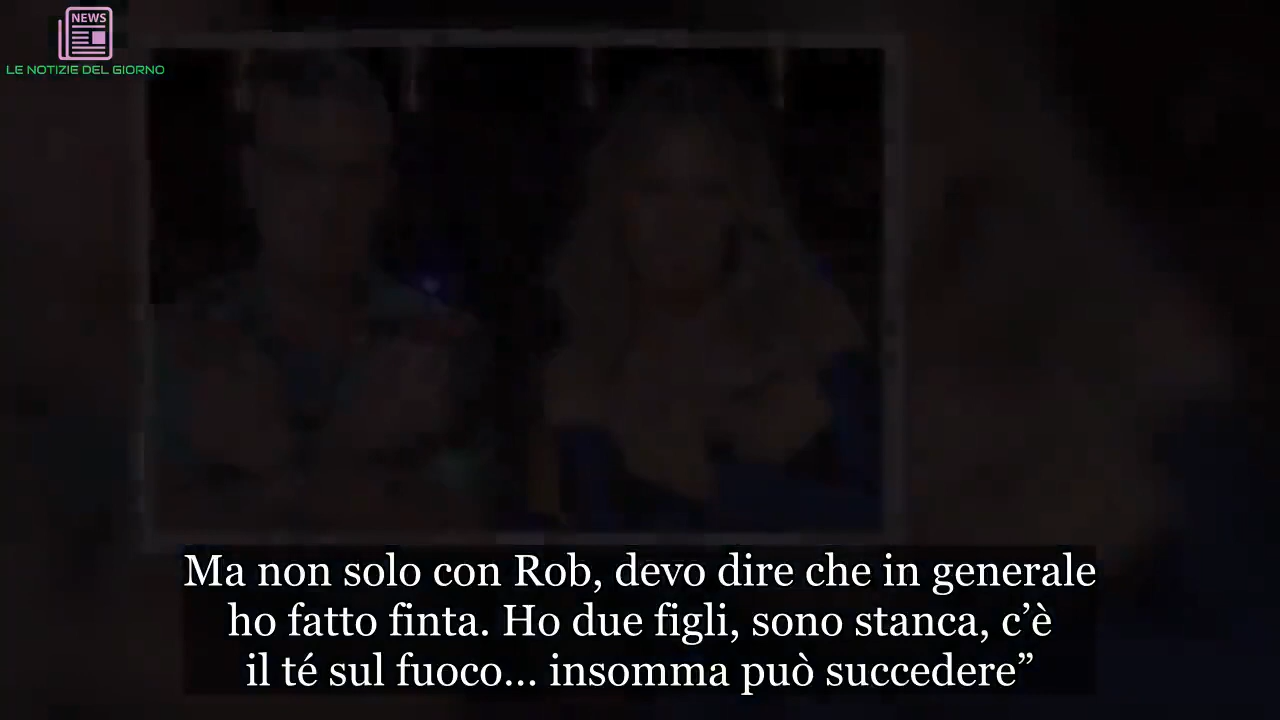 NEWS
LE NOTIZIE DEL GIORNO
Ma non solo con Rob, devo dire che in generale
ho fatto finta. Ho due figli, sono stanca, c’è
il té sul fuoco... insomma può succedere”